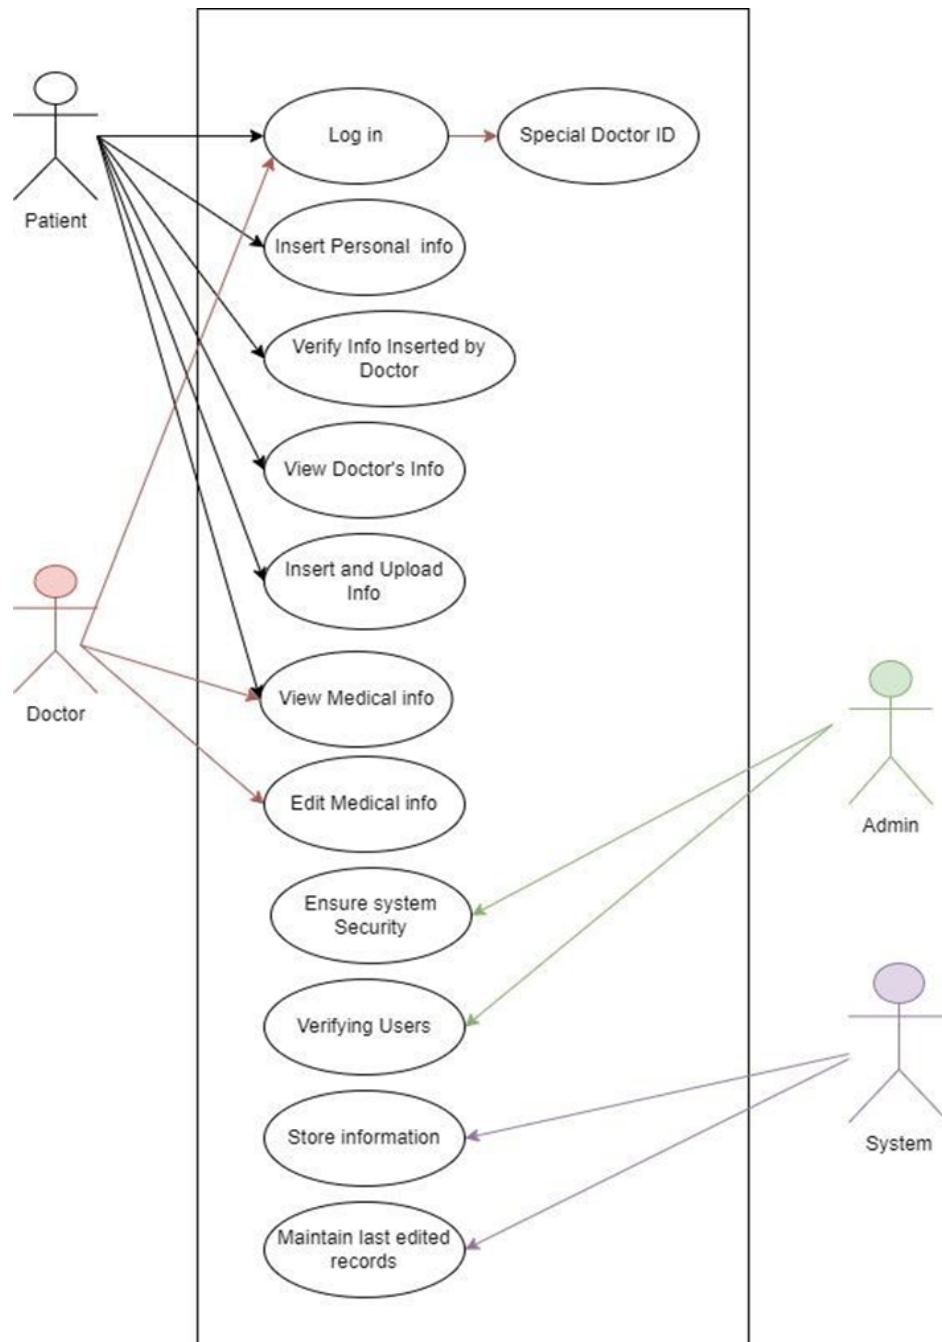 Log in
Special Doctor ID
Patient
Insert Personal info
Verify Info Inserted by
Doctor
View Doctor's Info
Insert and Upload
Info
View Medical info
Doctor
Edit Medical info
Admin
Ensure system
Security
Verifying Users
Store information
System
Maintain last edited
records